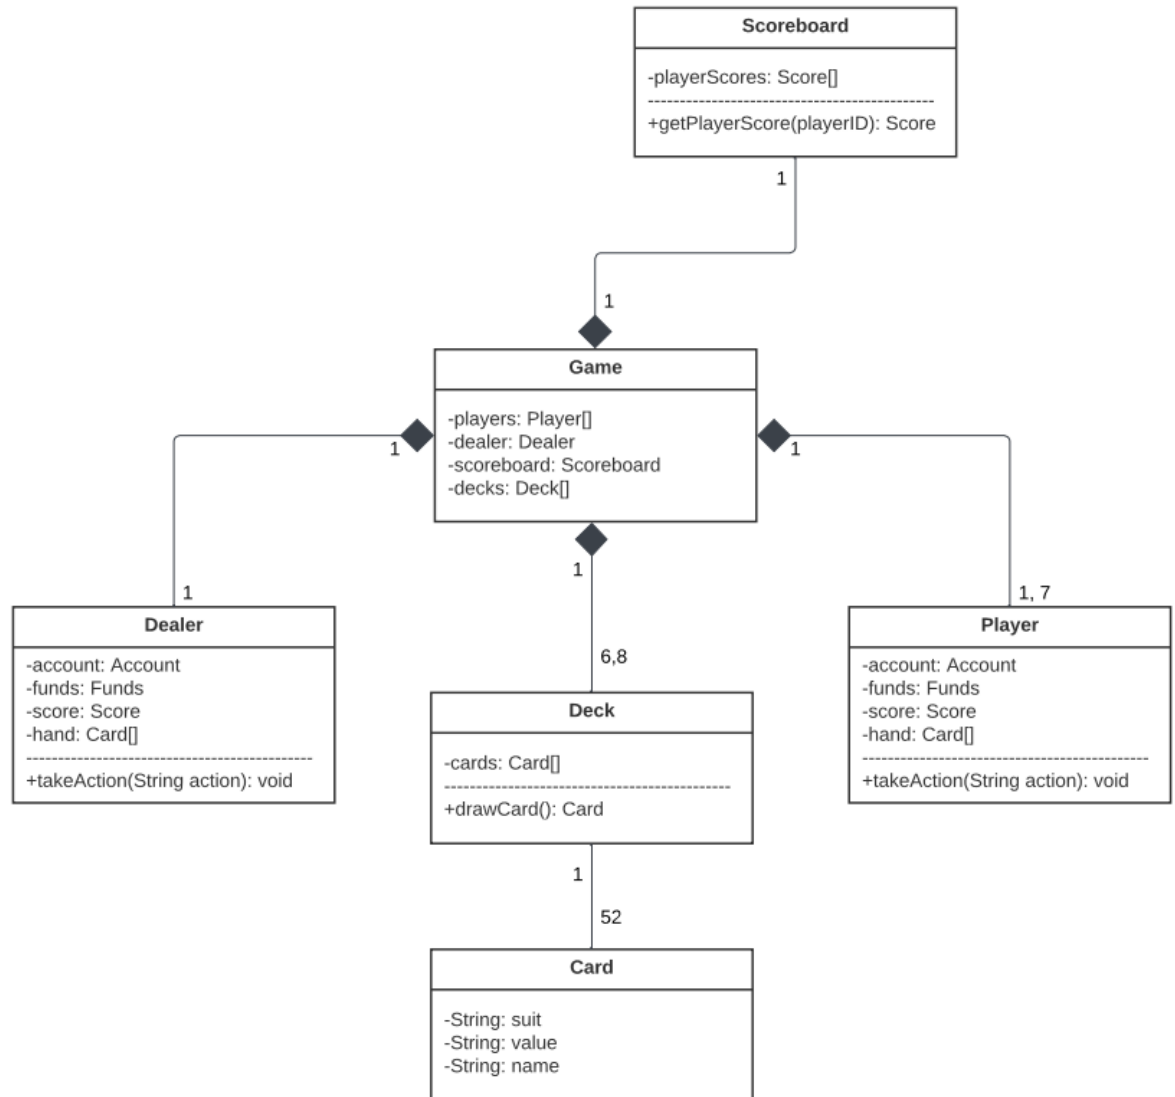 Scoreboard
-playerScores: Score[]
---------------------------------------------
+getPlayerScore(playerID): Score
1
1
Game
-players: Player[]
-dealer: Dealer
-scoreboard: Scoreboard
-decks: Deck[]
1
1
1
1
6,8
1, 7
Dealer
-account: Account
-funds: Funds
-score: Score
-hand: Card[]
---------------------------------------------
+takeAction(String action): void
Deck
-cards: Card[]
---------------------------------------------
+drawCard(): Card
Player
-account: Account
-funds: Funds
-score: Score
-hand: Card[]
---------------------------------------------
+takeAction(String action): void
1
52
Card
-String: suit
-String: value
-String: name